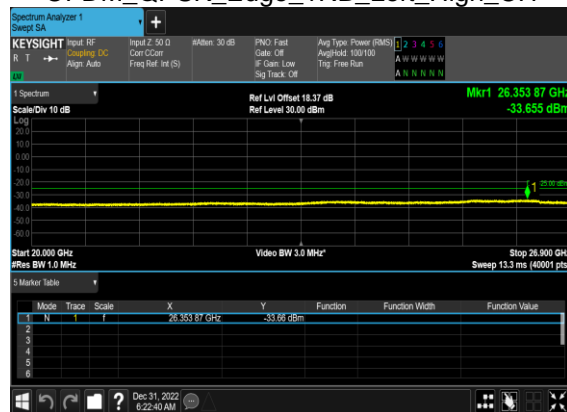 Spectrum Analyzer 1
Swept SA
+
KEYSIGHT Input: RF Input Z: 50 Ω #Atten: 30 dB PNO: Fast Avg Type: Power (RMS) 1 2 3 4 5 6
R T Coupling: DC Corr CCorr Gate: Off Avg|Hold: 100/100 A W W W W W
Align: Auto Freq Ref: Int (S) IF Gain: Low Trig: Free Run
LW Sig Track: Off A N N N N N
1 Spectrum Ref Lvl Offset 18.37 dB Mkr1 26.353 87 GHz
Scale/Div 10 dB Ref Level 30.00 dBm -33.655 dBm
Log
20.0
10.0
0.00
-10.0
-20.0
1 -25.00 dBm
-30.0
-40.0
-50.0
-60.0
Start 20.000 GHz Video BW 3.0 MHz* Stop 26.900 GHz
#Res BW 1.0 MHz Sweep 13.3 ms (40001 pts)
5 Marker Table
Mode Trace Scale X Y Function Function Width Function Value
1 N 1 f 26.353 87 GHz -33.66 dBm
2
3
4
5
6
? Dec 31, 2022
6:22:40 AM